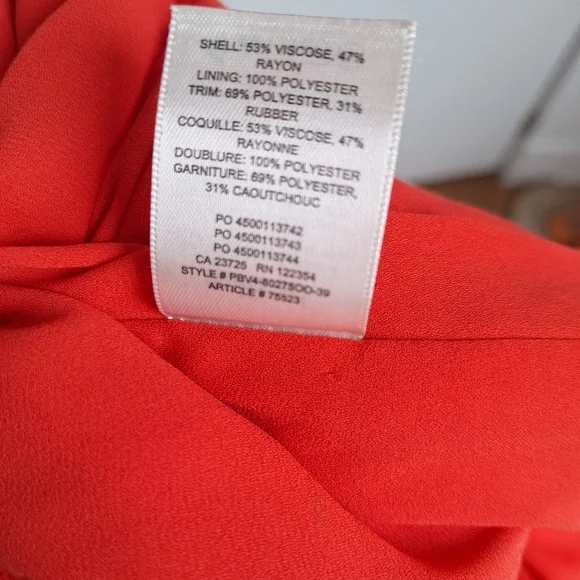 SHELL: 53% VISCOSE, 47%
RAYON
LINING: 100% POLYESTER
TRIM: 69% POLYESTER, 31%
RUBBER
COQUILLE: 53% VISCOSE, 47%
RAYONNE
DOUBLURE: 100% POLYESTER
GARNITURE: 69% POLYESTER,
31% CAOUTCHOUC
PO 4500113742
PO 4500113743
PO 4500113744
CA 23725 RN 122354
STYLE # PBV4-80275OO-39
ARTICLE # 75523